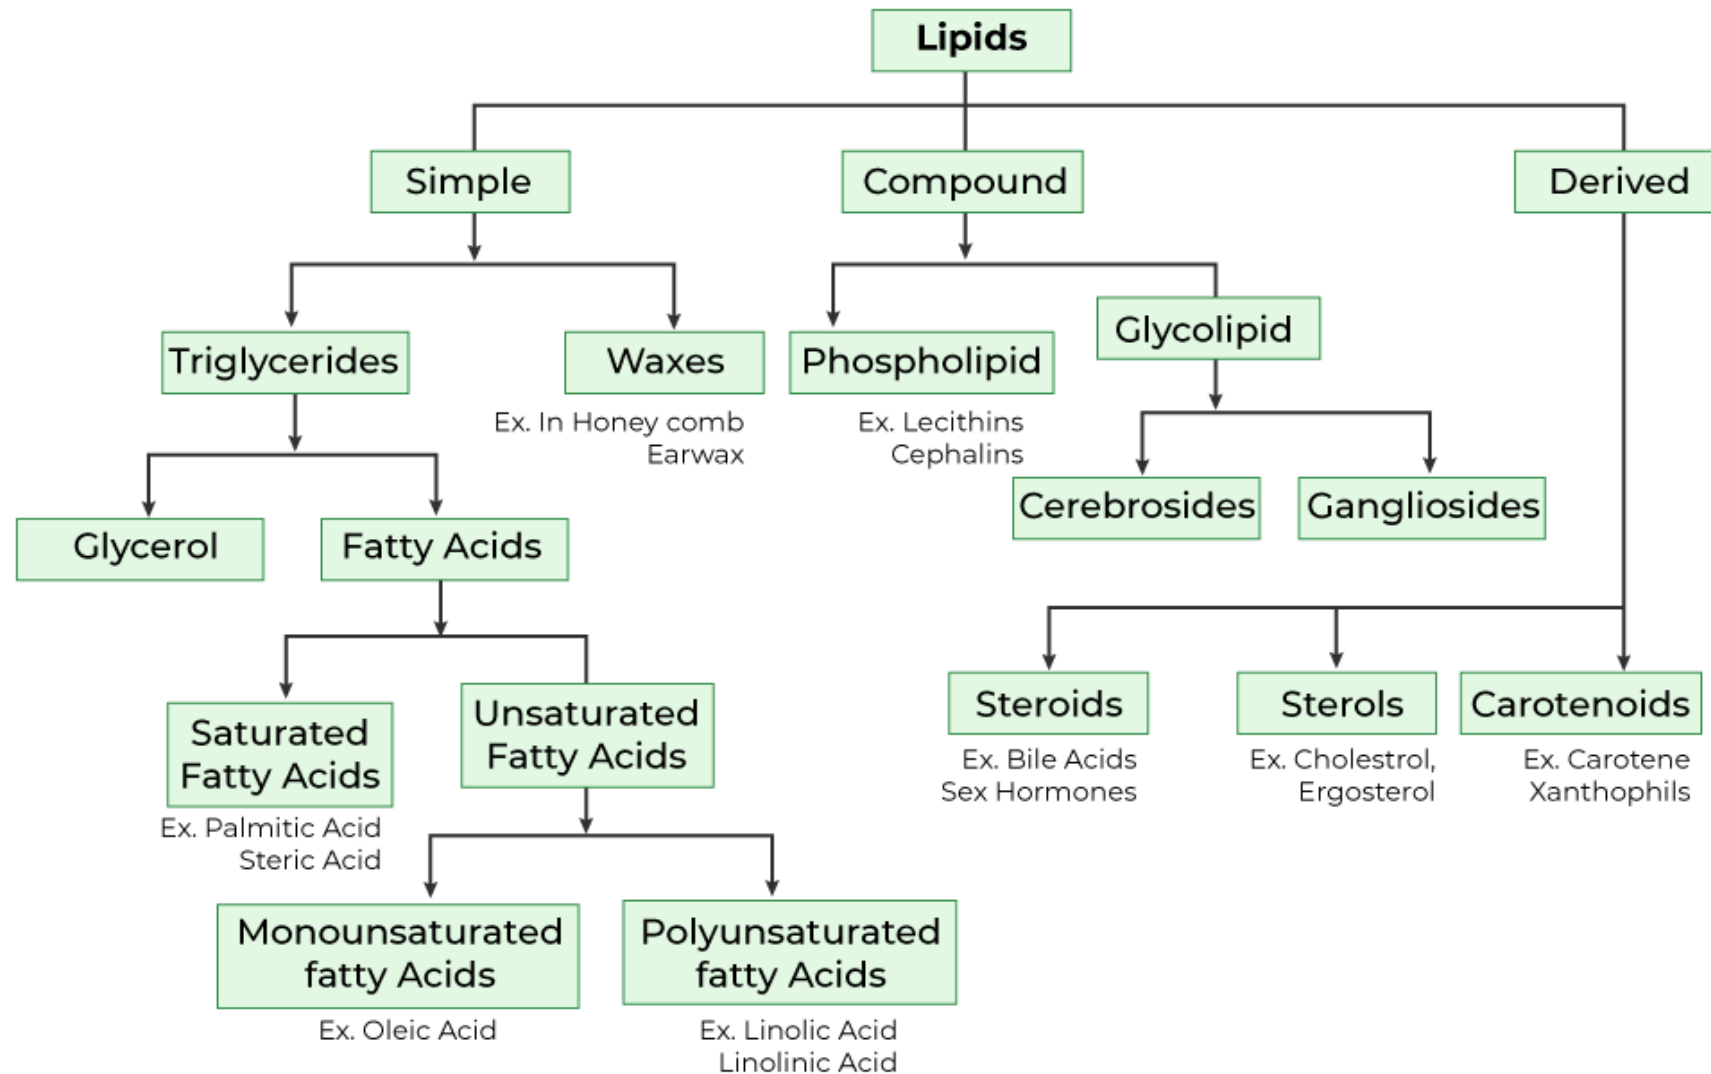 Lipids
Simple
Compound
Derived
Triglycerides
Waxes
Ex. In Honey comb
Earwax
Phospholipid
Ex. Lecithins
Cephalins
Glycolipid
Cerebrosides
Gangliosides
Glycerol
Fatty Acids
Saturated
Fatty Acids
Ex. Palmitic Acid
Steric Acid
Unsaturated
Fatty Acids
Monounsaturated
fatty Acids
Ex. Oleic Acid
Polyunsaturated
fatty Acids
Ex. Linolic Acid
Linolinic Acid
Steroids
Ex. Bile Acids
Sex Hormones
Sterols
Ex. Cholestrol,
Ergosterol
Carotenoids
Ex. Carotene
Xanthophils